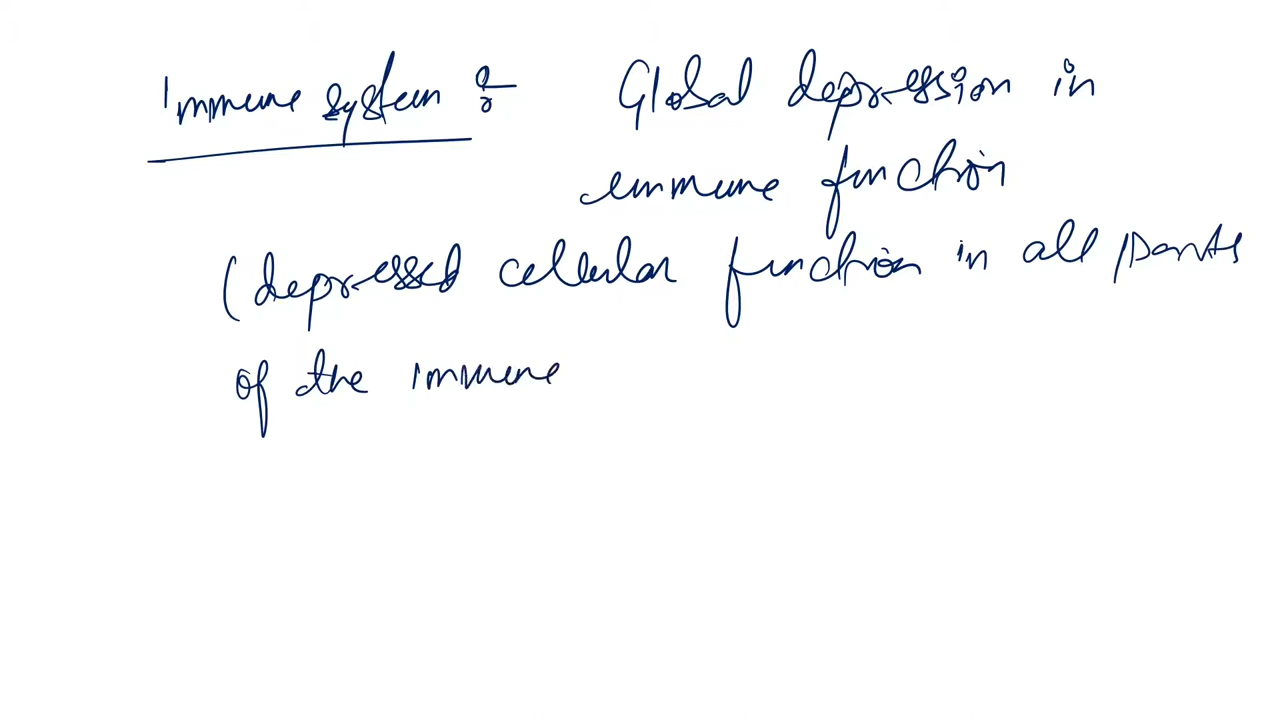 Immune system :- Global depression in
immune function
(depressed cellular function in all parts
of the immune